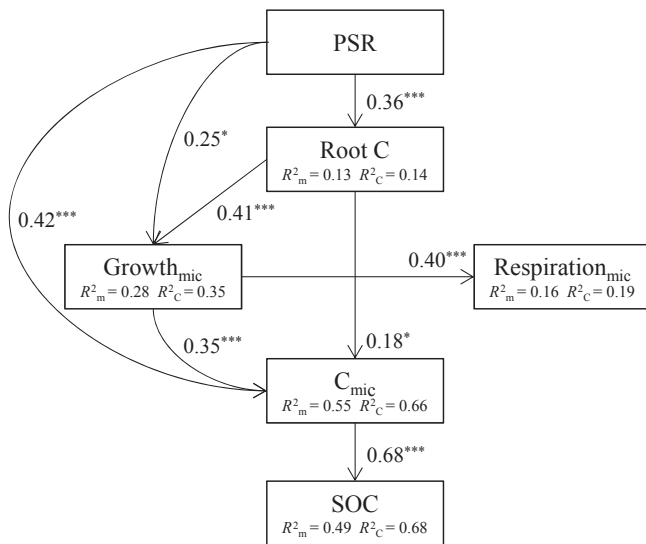 PSR
0.36***
0.25*
Root C
R²m = 0.13 R²C = 0.14
0.42***
0.41***
Growthmic
R²m = 0.28 R²C = 0.35
0.40***
Respirationmic
R²m = 0.16 R²C = 0.19
0.35***
0.18*
Cmic
R²m = 0.55 R²C = 0.66
0.68***
SOC
R²m = 0.49 R²C = 0.68